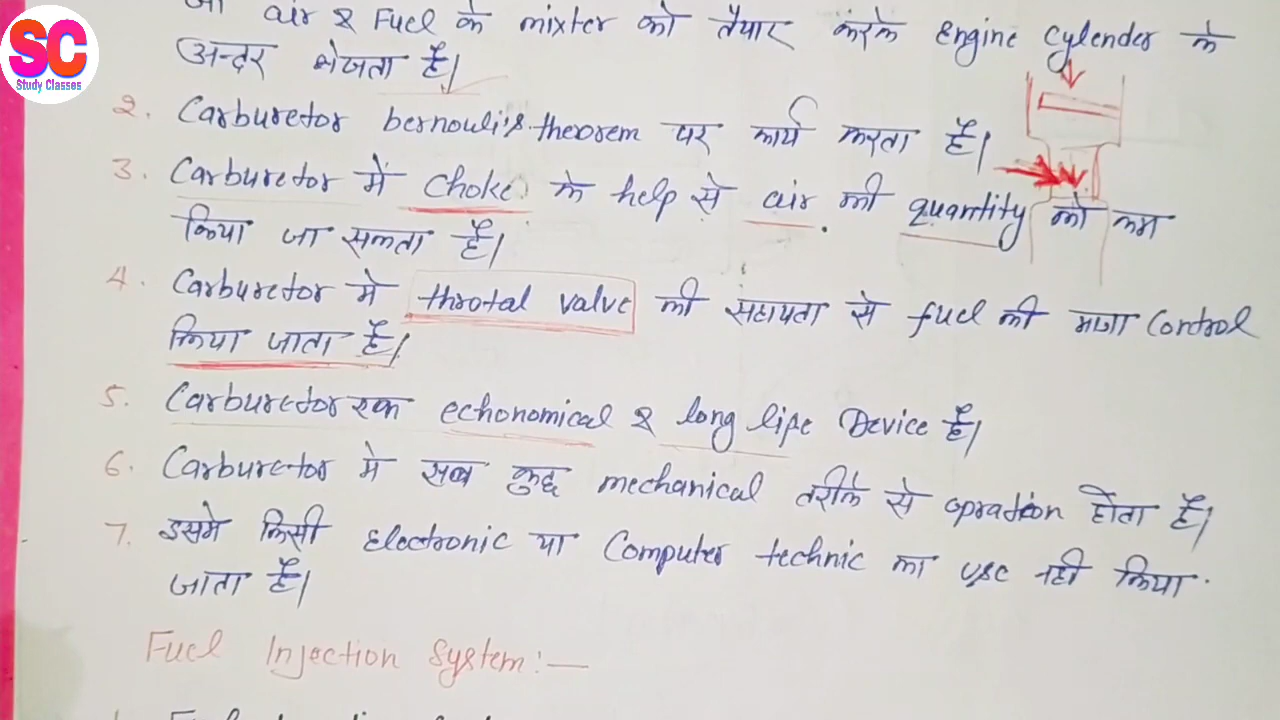 SC
Study Classes
जो air & Fuel के mixter को तैयार करके Engine Cylender के
अन्दर भेजता है।
2. Carburetor bernouli's theorem पर कार्य करता है।
3. Carburetor में Choke के help से air की quantity को कम
किया जा सकता है।
4. Carburetor मे throtal valve की सहायता से fuel की मात्रा Control
किया जाता है।
5. Carburetor एक echonomical & long lipe Device है।
6. Carburetor मे सब कुछ mechanical तरीके से opration होता है।
7. इसमे किसी Electronic या Computer technic का use नही किया
जाता है।
Fuel Injection System:—